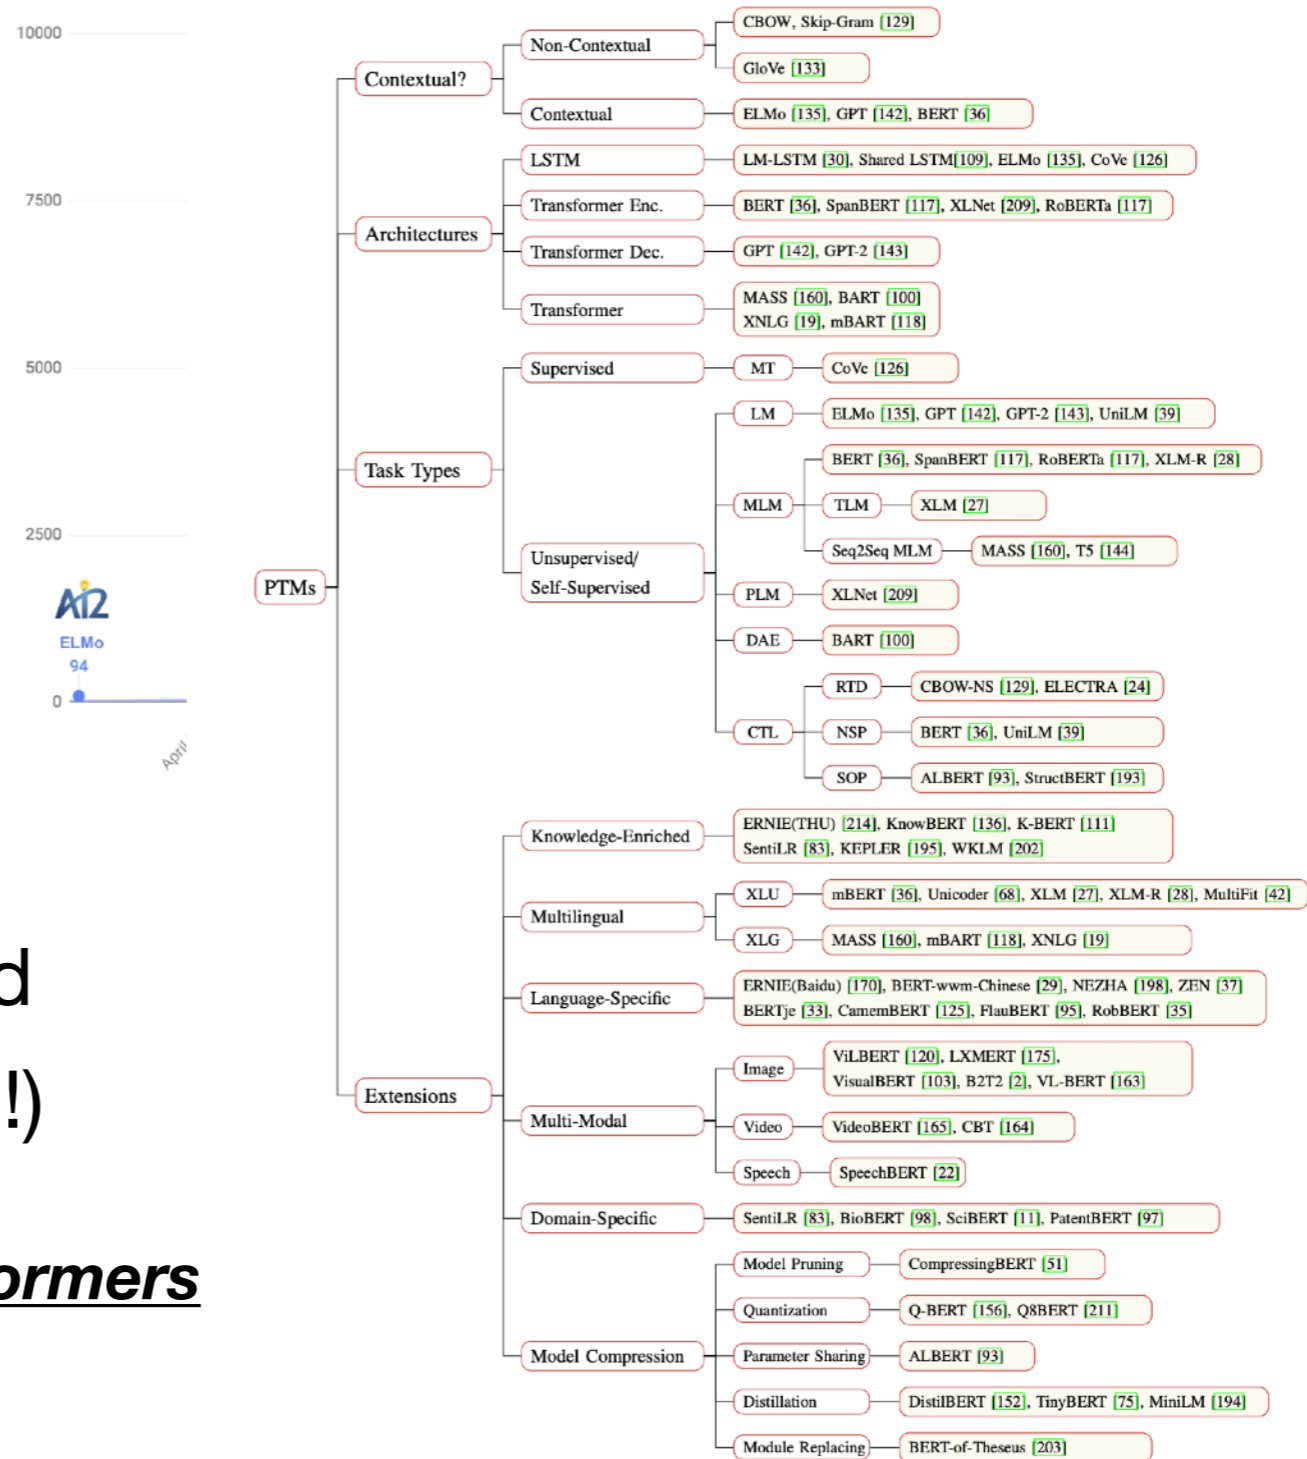 10000
7500
5000
2500
0
Ai2
ELMo
94
April
d
!)
ormers
PTMs
Contextual?
Non-Contextual
CBOW, Skip-Gram [129]
GloVe [133]
Contextual
ELMo [135], GPT [142], BERT [36]
Architectures
LSTM
LM-LSTM [30], Shared LSTM[109], ELMo [135], CoVe [126]
Transformer Enc.
BERT [36], SpanBERT [117], XLNet [209], RoBERTa [117]
Transformer Dec.
GPT [142], GPT-2 [143]
Transformer
MASS [160], BART [100]
XNLG [19], mBART [118]
Task Types
Supervised
MT
CoVe [126]
Unsupervised/
Self-Supervised
LM
ELMo [135], GPT [142], GPT-2 [143], UniLM [39]
MLM
BERT [36], SpanBERT [117], RoBERTa [117], XLM-R [28]
TLM
XLM [27]
Seq2Seq MLM
MASS [160], T5 [144]
PLM
XLNet [209]
DAE
BART [100]
CTL
RTD
CBOW-NS [129], ELECTRA [24]
NSP
BERT [36], UniLM [39]
SOP
ALBERT [93], StructBERT [193]
Extensions
Knowledge-Enriched
ERNIE(THU) [214], KnowBERT [136], K-BERT [111]
SentiLR [83], KEPLER [195], WKLM [202]
Multilingual
XLU
mBERT [36], Unicoder [68], XLM [27], XLM-R [28], MultiFit [42]
XLG
MASS [160], mBART [118], XNLG [19]
Language-Specific
ERNIE(Baidu) [170], BERT-wwm-Chinese [29], NEZHA [198], ZEN [37]
BERTje [33], CamemBERT [125], FlauBERT [95], RobBERT [35]
Multi-Modal
Image
ViLBERT [120], LXMERT [175],
VisualBERT [103], B2T2 [2], VL-BERT [163]
Video
VideoBERT [165], CBT [164]
Speech
SpeechBERT [22]
Domain-Specific
SentiLR [83], BioBERT [98], SciBERT [11], PatentBERT [97]
Model Compression
Model Pruning
CompressingBERT [51]
Quantization
Q-BERT [156], Q8BERT [211]
Parameter Sharing
ALBERT [93]
Distillation
DistilBERT [152], TinyBERT [75], MiniLM [194]
Module Replacing
BERT-of-Theseus [203]